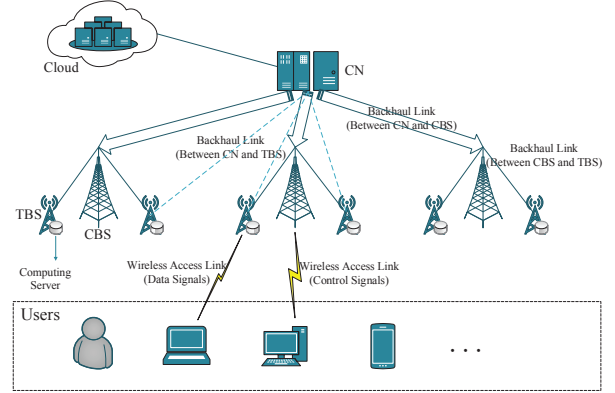 Cloud
CN
Backhaul Link
(Between CN and CBS)
Backhaul Link
(Between CN and TBS)
Backhaul Link
(Between CBS and TBS)
TBS
CBS
Computing
Server
Wireless Access Link
(Data Signals)
Wireless Access Link
(Control Signals)
Users
. . .